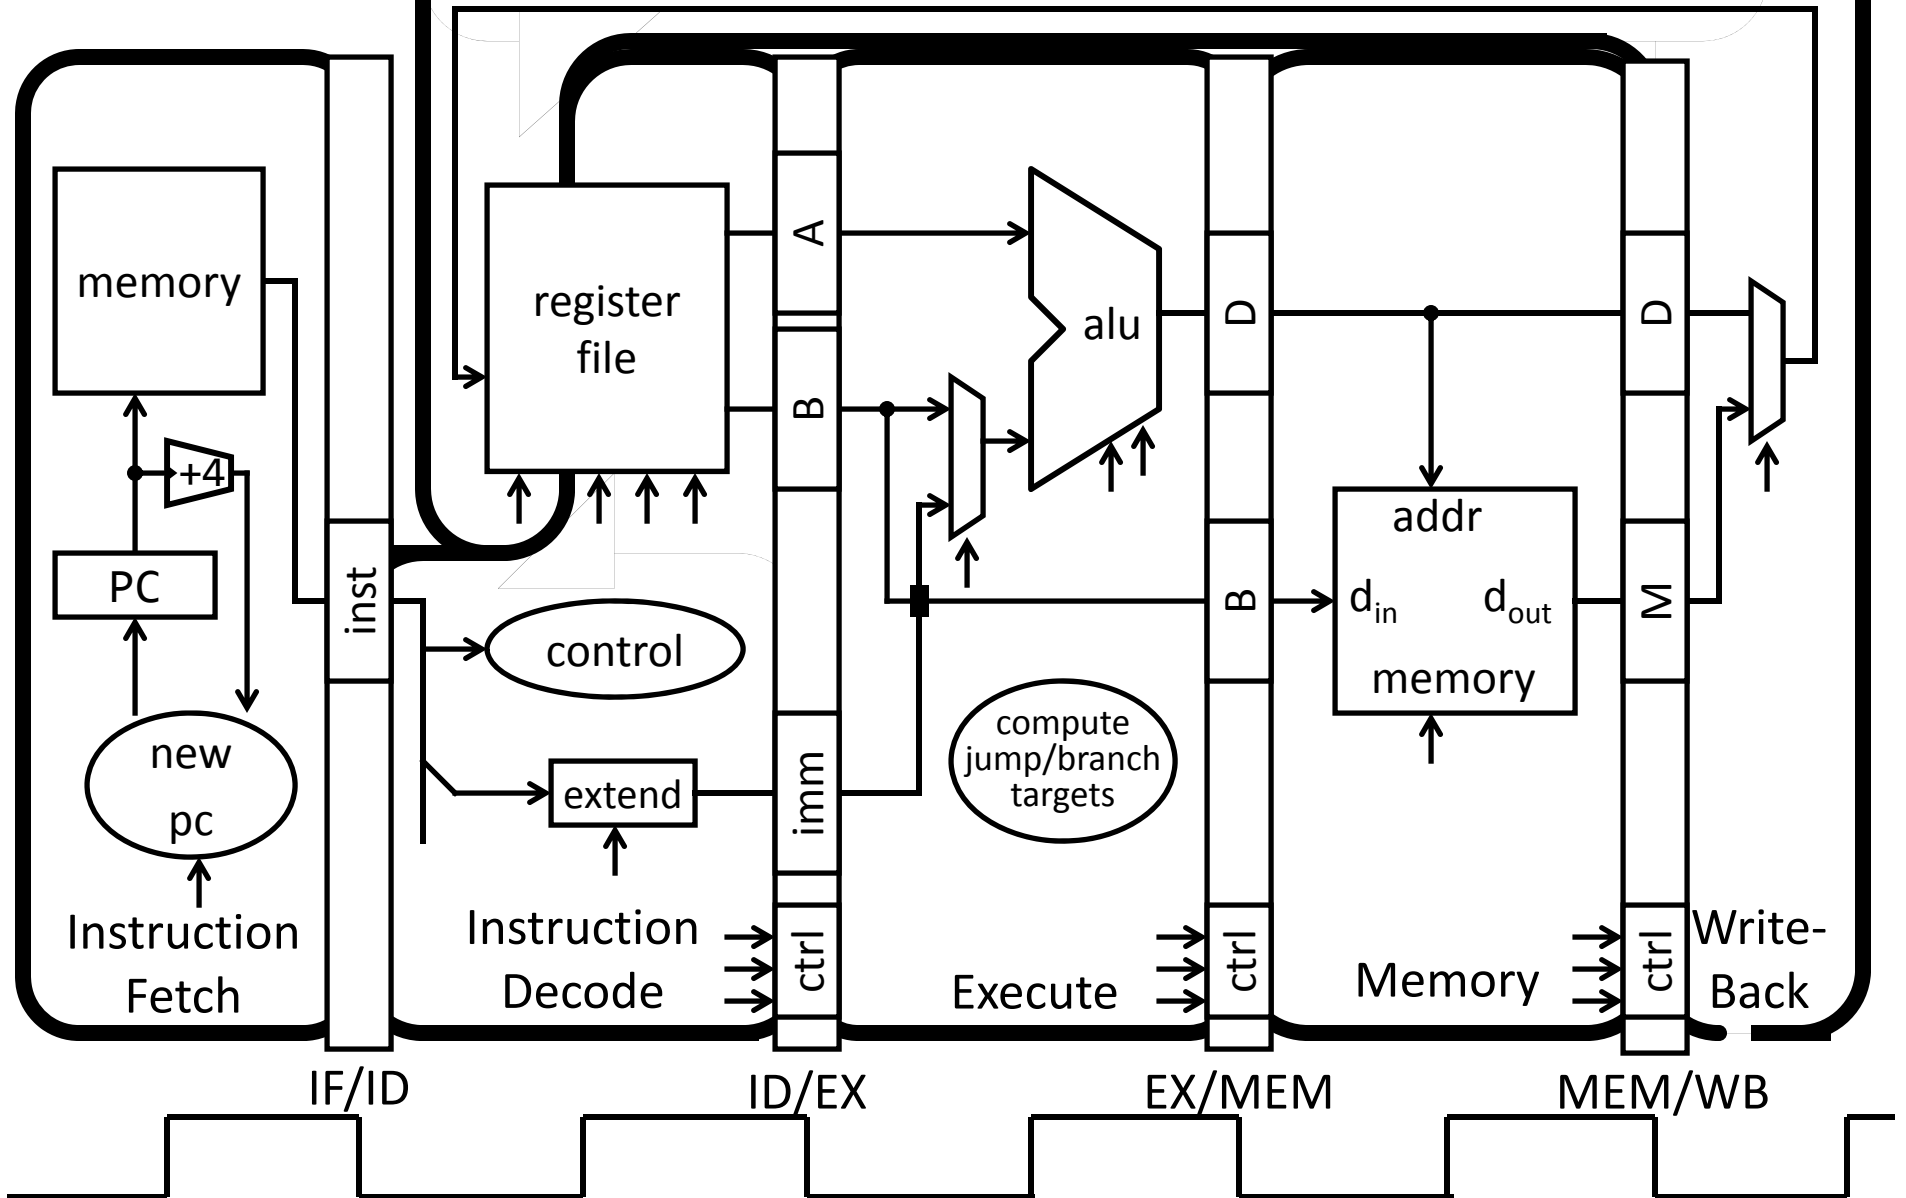 memory
+4
PC
new
pc
Instruction
Fetch
inst
register
file
control
extend
Instruction
Decode
A
B
imm
ctrl
alu
compute
jump/branch
targets
Execute
D
B
ctrl
addr
din
dout
memory
Memory
D
M
ctrl
Write-
Back
IF/ID
ID/EX
EX/MEM
MEM/WB